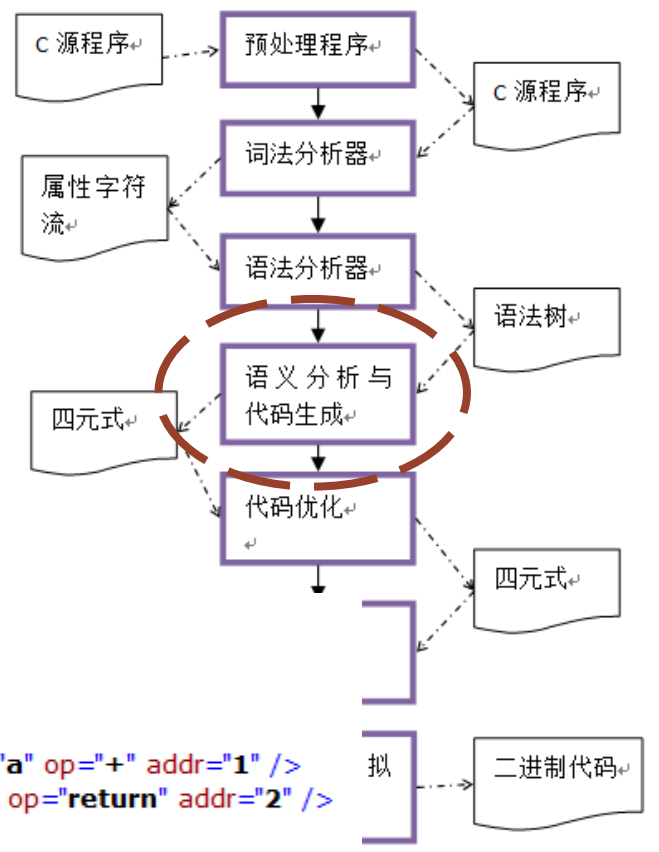 C 源程序↵
预处理程序↵
C 源程序↵
词法分析器↵
属性字符
流↵
语法分析器↵
语法树↵
语义分析与
代码生成↵
四元式↵
代码优化↵
↵
四元式↵
"a" op="+" addr="1" />
op="return" addr="2" />
拟
二进制代码↵